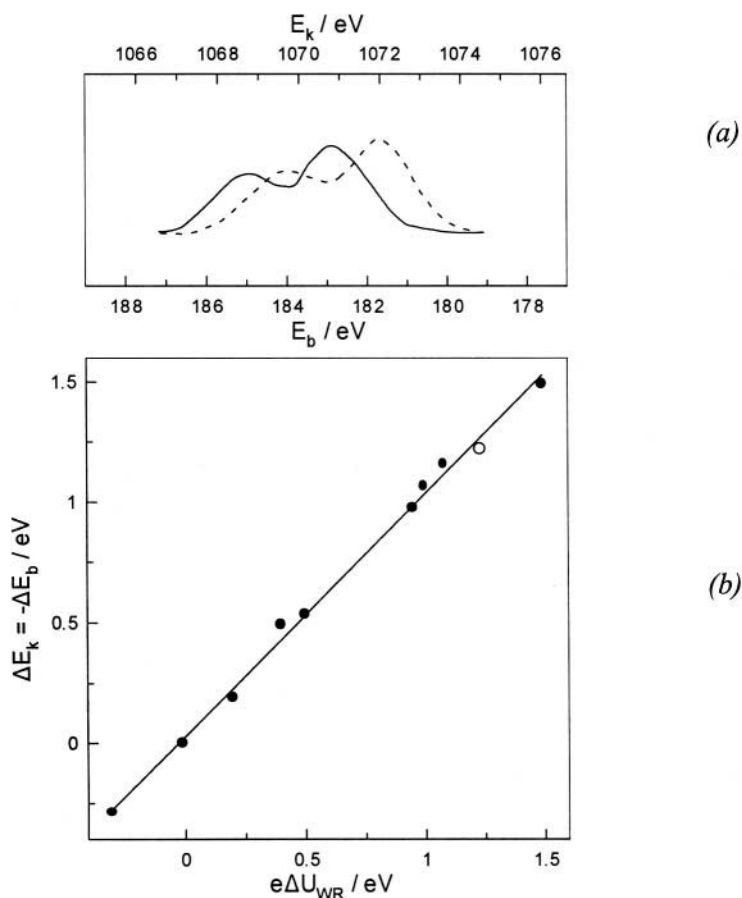 E_k / eV
1066 1068 1070 1072 1074 1076
(a)
188 186 184 182 180 178
E_b / eV
1.5
1
0.5
0
ΔE_k = -ΔE_b / eV
(b)
0 0.5 1 1.5
eΔU_WR / eV